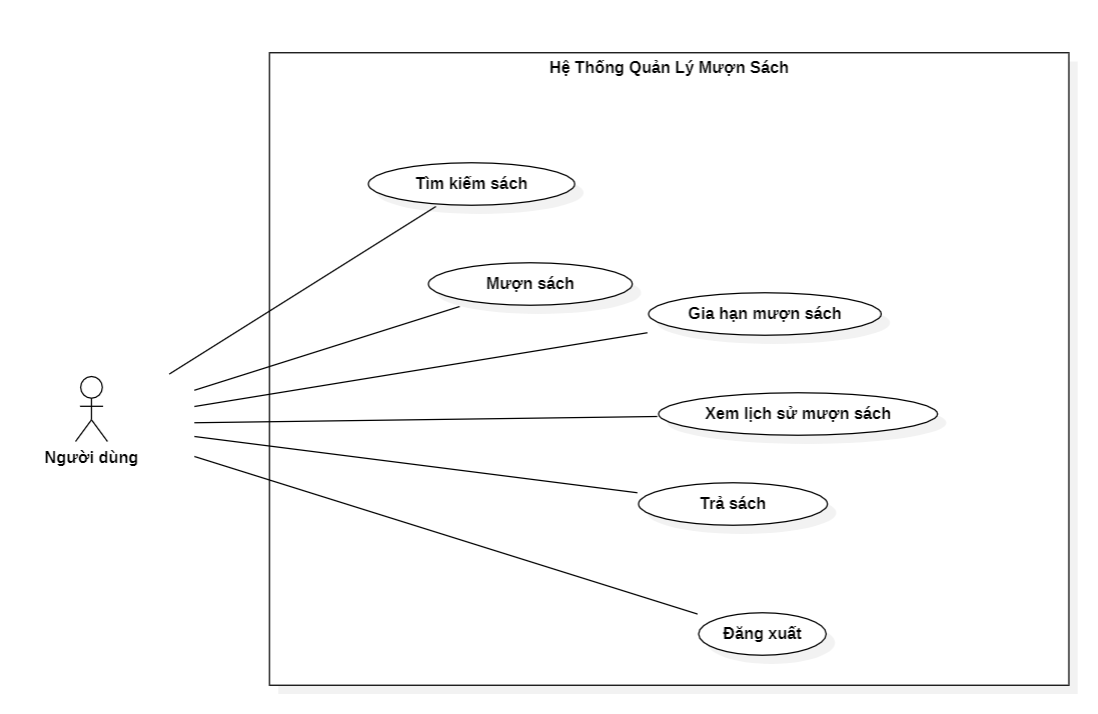 Hệ Thống Quản Lý Mượn Sách
Tìm kiếm sách
Mượn sách
Gia hạn mượn sách
Xem lịch sử mượn sách
Người dùng
Trả sách
Đăng xuất